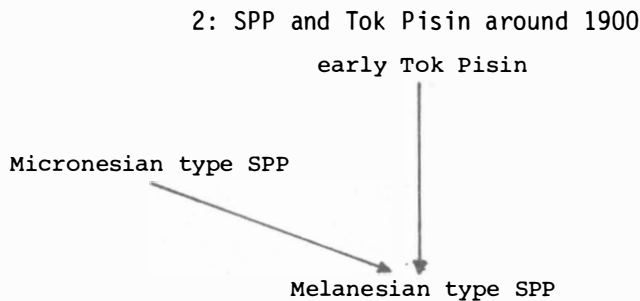 2: SPP and Tok Pisin around 1900
early Tok Pisin
Micronesian type SPP
Melanesian type SPP